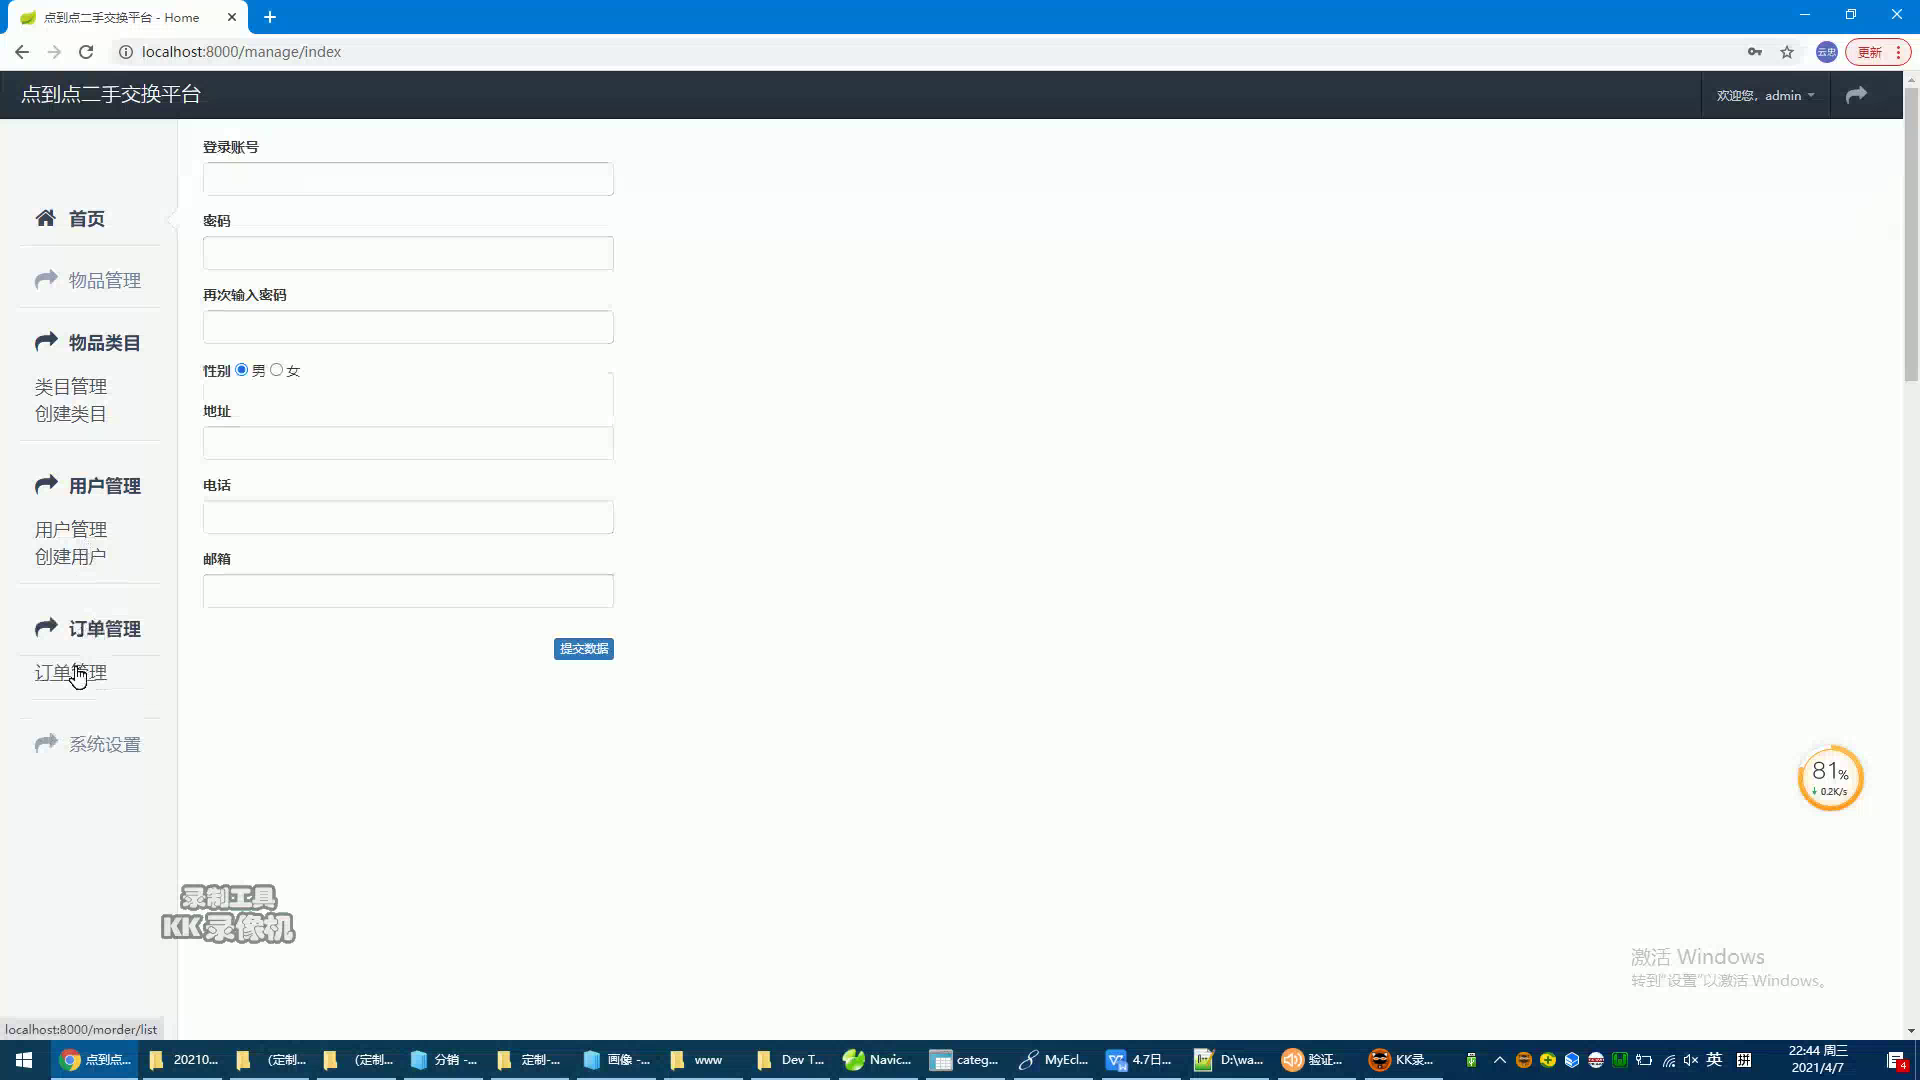 点到点二手交换平台 - Home
localhost:8000/manage/index
云忠
更新
点到点二手交换平台
欢迎您，admin
首页
物品管理
物品类目
类目管理
创建类目
用户管理
用户管理
创建用户
订单管理
订单管理
系统设置
登录账号
密码
再次输入密码
性别 男 女
地址
电话
邮箱
提交数据
81%
0.2K/s
录制工具
KK录像机
激活 Windows
转到"设置"以激活 Windows。
localhost:8000/morder/list
点到点...
20210...
(定制...
(定制...
分销 -...
定制-...
画像 -...
www
Dev T...
Navic...
categ...
MyEcl...
4.7日...
D:\wa...
验证...
KK录...
英
拼
22:44 周三
2021/4/7
4